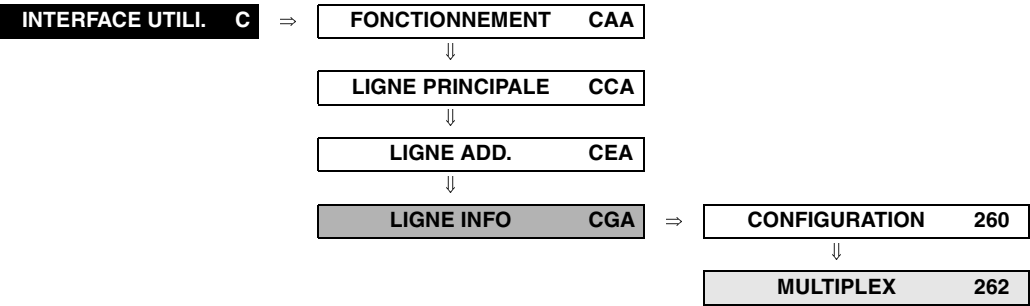 INTERFACE UTILI. C ⇒ FONCTIONNEMENT CAA
⇓
LIGNE PRINCIPALE CCA
⇓
LIGNE ADD. CEA
⇓
LIGNE INFO CGA ⇒ CONFIGURATION 260
⇓
MULTIPLEX 262